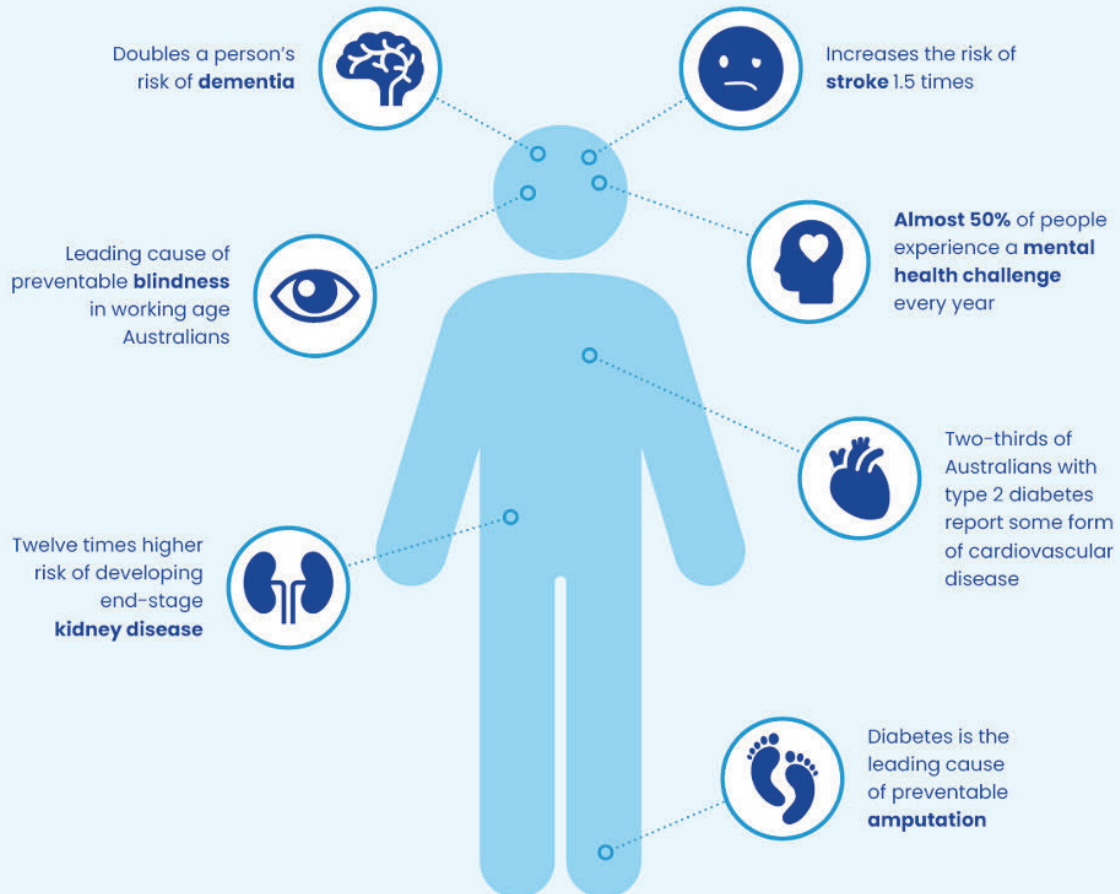 Doubles a person's
risk of dementia
Increases the risk of
stroke 1.5 times
Leading cause of
preventable blindness
in working age
Australians
Almost 50% of people
experience a mental
health challenge
every year
Two-thirds of
Australians with
type 2 diabetes
report some form
of cardiovascular
disease
Twelve times higher
risk of developing
end-stage
kidney disease
Diabetes is the
leading cause
of preventable
amputation